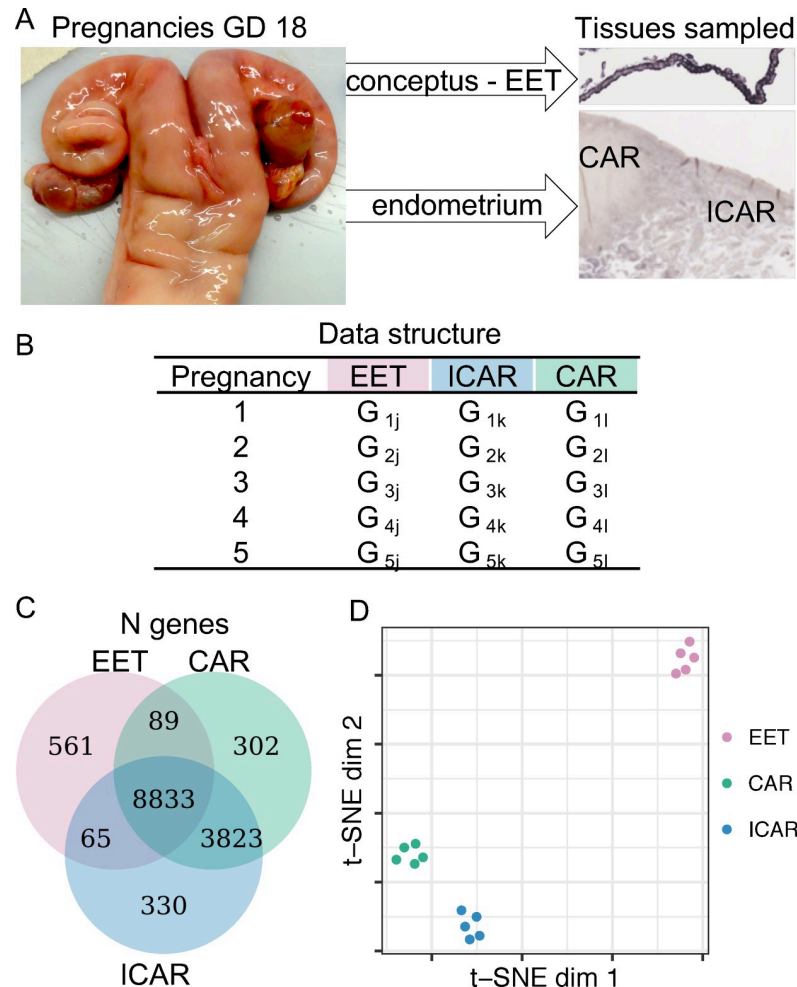 A
Pregnancies GD 18
Tissues sampled
conceptus - EET
CAR
ICAR
endometrium
B
Data structure
Pregnancy EET ICAR CAR
1 G 1j G 1k G 1l
2 G 2j G 2k G 2l
3 G 3j G 3k G 3l
4 G 4j G 4k G 4l
5 G 5j G 5k G 5l
C
N genes
EET CAR
89
561 302
8833
65 3823
330
ICAR
D
t–SNE dim 2
t–SNE dim 1
EET
CAR
ICAR